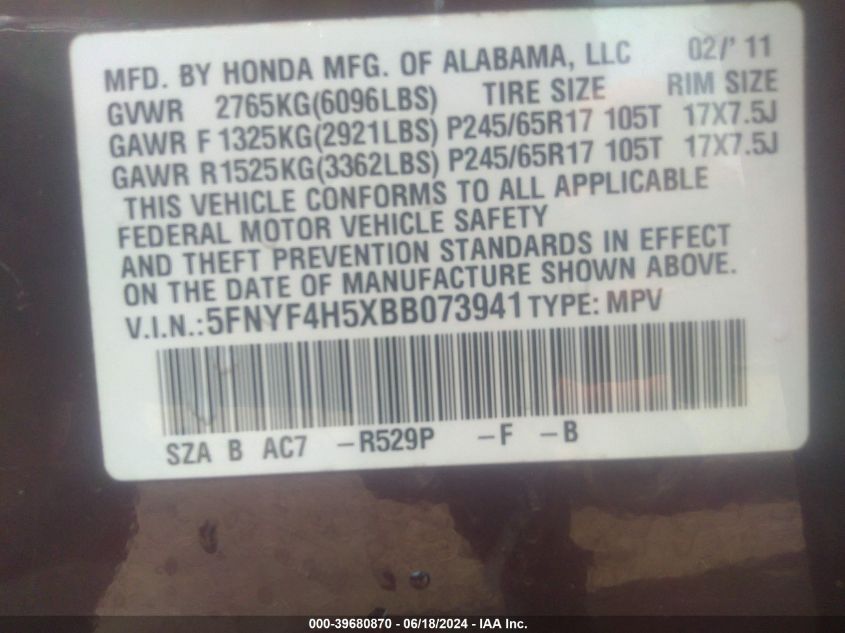 MFD. BY HONDA MFG. OF ALABAMA, LLC 02/' 11
GVWR 2765KG(6096LBS) TIRE SIZE RIM SIZE
GAWR F 1325KG(2921LBS) P245/65R17 105T 17X7.5J
GAWR R1525KG(3362LBS) P245/65R17 105T 17X7.5J
THIS VEHICLE CONFORMS TO ALL APPLICABLE
FEDERAL MOTOR VEHICLE SAFETY
AND THEFT PREVENTION STANDARDS IN EFFECT
ON THE DATE OF MANUFACTURE SHOWN ABOVE.
V.I.N.:5FNYF4H5XBB073941 TYPE: MPV
SZA B AC7 -R529P -F -B
000-39680870 - 06/18/2024 - IAA Inc.